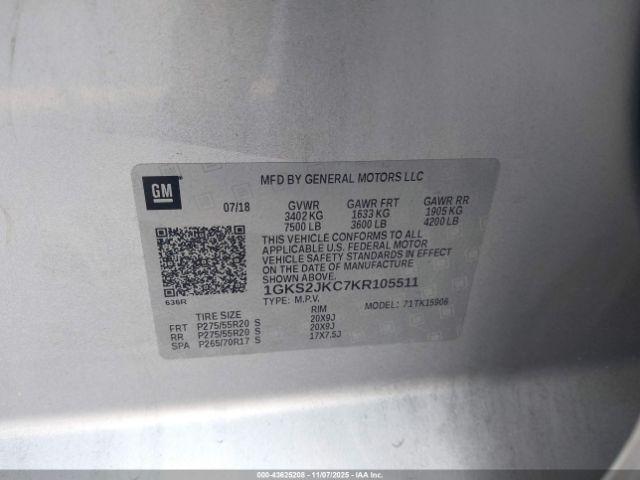 GM
MFD BY GENERAL MOTORS LLC
07/18
GVWR GAWR FRT GAWR RR
3402 KG 1633 KG 1905 KG
7500 LB 3600 LB 4200 LB
THIS VEHICLE CONFORMS TO ALL
APPLICABLE U.S. FEDERAL MOTOR
VEHICLE SAFETY STANDARDS IN EFFECT
ON THE DATE OF MANUFACTURE
SHOWN ABOVE.
1GKS2JKC7KR105511
636R
TYPE: M.P.V. MODEL: 71TK15906
TIRE SIZE RIM
FRT P275/55R20 S 20X9J
RR P275/55R20 S 20X9J
SPA P265/70R17 S 17X7.5J
000-43625208 - 11/07/2025 - IAAI.COM